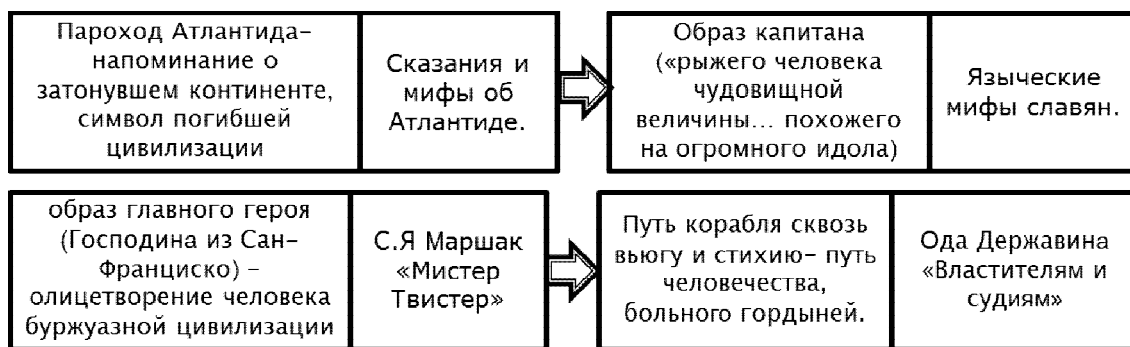 Пароход Атлантида–
напоминание о
затонувшем континенте,
символ погибшей
цивилизации
Сказания и
мифы об
Атлантиде.
Образ капитана
(«рыжего человека
чудовищной
величины... похожего
на огромного идола)
Языческие
мифы славян.
образ главного героя
(Господина из Сан–
Франциско) –
олицетворение человека
буржуазной цивилизации
С.Я Маршак
«Мистер
Твистер»
Путь корабля сквозь
вьюгу и стихию– путь
человечества,
больного гордыней.
Ода Державина
«Властителям и
судиям»